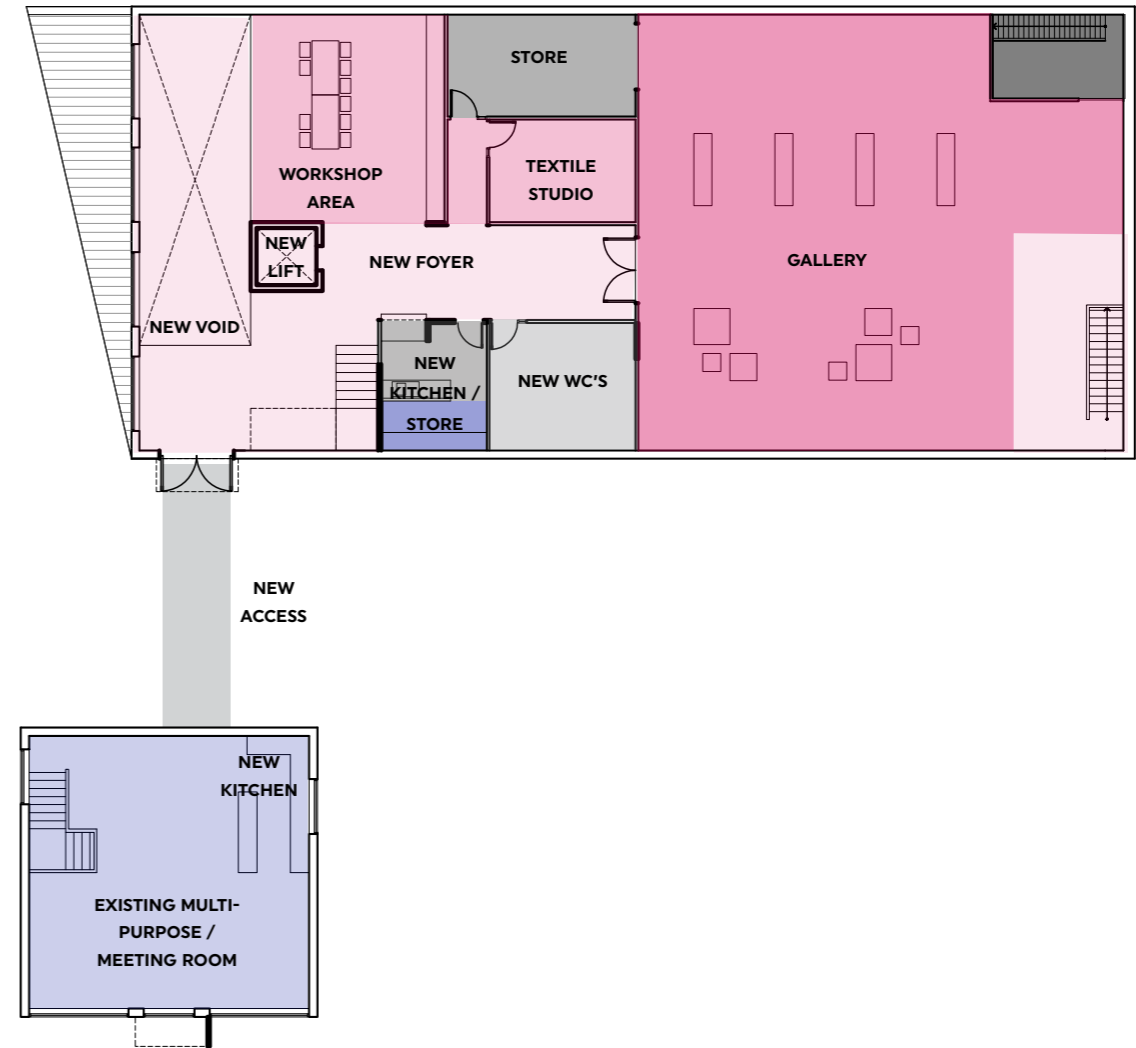 STORE
WORKSHOP
AREA
TEXTILE
STUDIO
NEW
LIFT
NEW FOYER
GALLERY
NEW VOID
NEW
KITCHEN /
STORE
NEW WC'S
NEW
ACCESS
NEW
KITCHEN
EXISTING MULTI-
PURPOSE /
MEETING ROOM